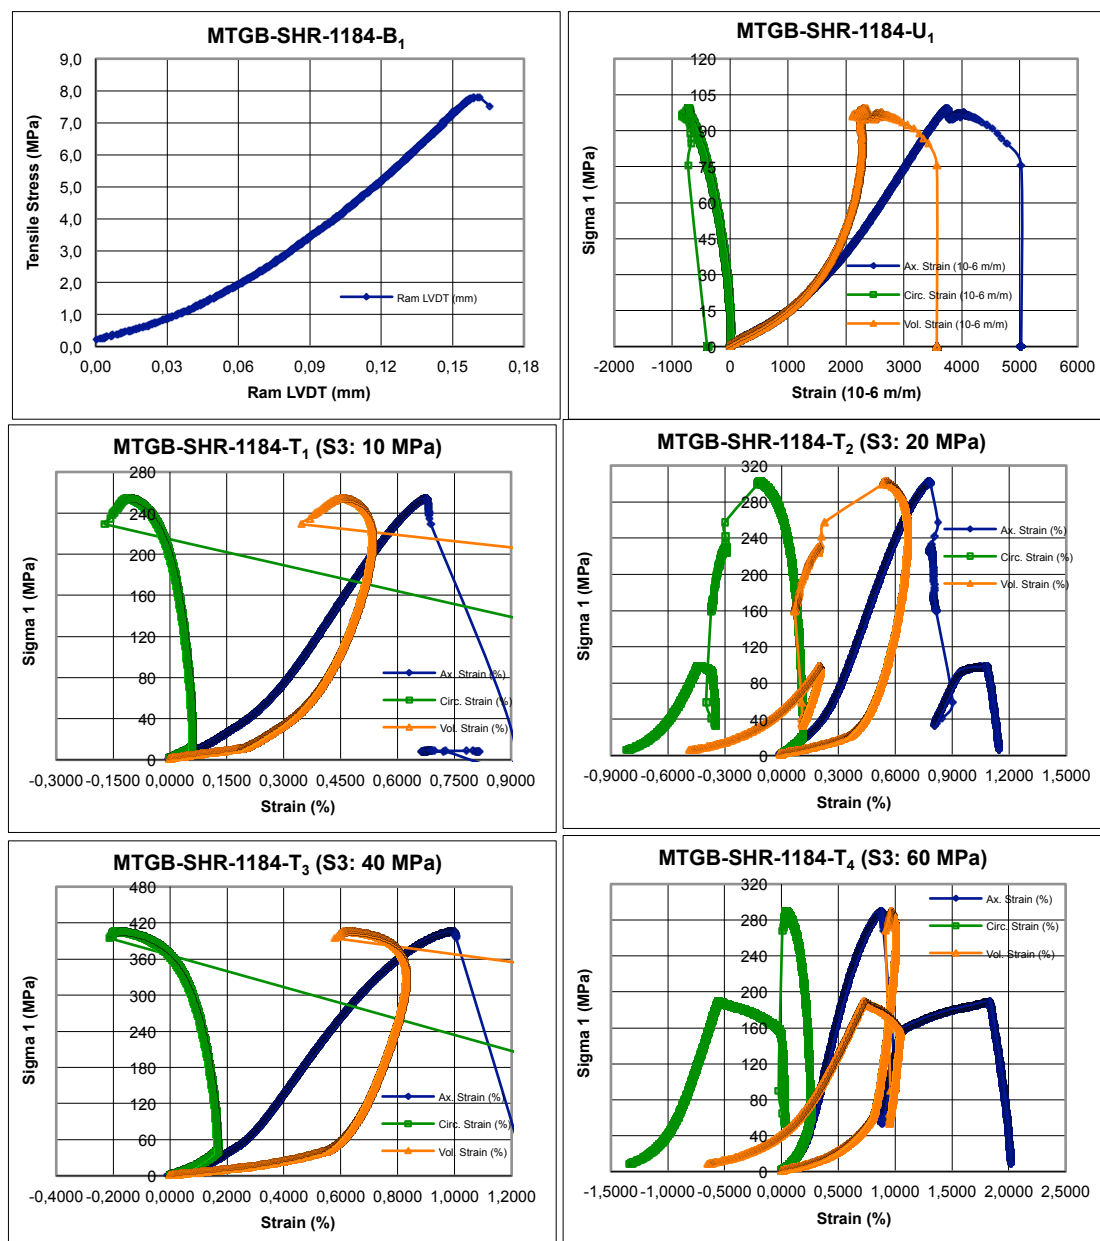 MTGB-SHR-1184-B1
9,0
8,0
7,0
6,0
5,0
4,0
3,0
2,0
1,0
0,0
Tensile Stress (MPa)
Ram LVDT (mm)
0,00 0,03 0,06 0,09 0,12 0,15 0,18
Ram LVDT (mm)
MTGB-SHR-1184-U1
120
105
90
75
60
45
30
15
0
Sigma 1 (MPa)
Ax. Strain (10-6 m/m)
Circ. Strain (10-6 m/m)
Vol. Strain (10-6 m/m)
-2000 -1000 0 1000 2000 3000 4000 5000 6000
Strain (10-6 m/m)
MTGB-SHR-1184-T1 (S3: 10 MPa)
280
240
200
160
120
80
40
0
Sigma 1 (MPa)
Ax. Strain (%)
Circ. Strain (%)
Vol. Strain (%)
-0,3000 -0,1500 0,0000 0,1500 0,3000 0,4500 0,6000 0,7500 0,9000
Strain (%)
MTGB-SHR-1184-T2 (S3: 20 MPa)
320
280
240
200
160
120
80
40
0
Sigma 1 (MPa)
Ax. Strain (%)
Circ. Strain (%)
Vol. Strain (%)
-0,9000 -0,6000 -0,3000 0,0000 0,3000 0,6000 0,9000 1,2000 1,5000
Strain (%)
MTGB-SHR-1184-T3 (S3: 40 MPa)
480
420
360
300
240
180
120
60
0
Sigma 1 (MPa)
Ax. Strain (%)
Circ. Strain (%)
Vol. Strain (%)
-0,4000 -0,2000 0,0000 0,2000 0,4000 0,6000 0,8000 1,0000 1,2000
Strain (%)
MTGB-SHR-1184-T4 (S3: 60 MPa)
320
280
240
200
160
120
80
40
0
Sigma 1 (MPa)
Ax. Strain (%)
Circ. Strain (%)
Vol. Strain (%)
-1,5000 -1,0000 -0,5000 0,0000 0,5000 1,0000 1,5000 2,0000 2,5000
Strain (%)